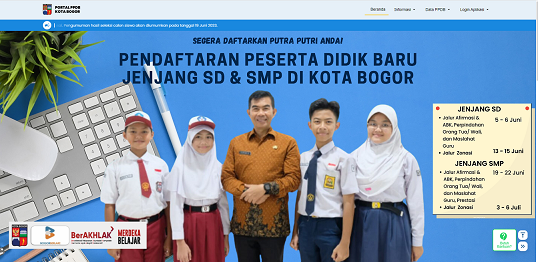 PORTAL PPDB
KOTA BOGOR
Beranda
Informasi
Data PPDB
Login Aplikasi
Pengumuman hasil seleksi calon siswa akan diumumkan pada tanggal 19 Juni 2023.
SEGERA DAFTARKAN PUTRA PUTRI ANDA!
PENDAFTARAN PESERTA DIDIK BARU
JENJANG SD & SMP DI KOTA BOGOR
JENJANG SD
• Jalur Afirmasi & 5 - 6 Juni
ABK, Perpindahan
Orang Tua/ Wali,
dan Maslahat
Guru
• Jalur Zonasi 13 - 15 Juni
JENJANG SMP
• Jalur Afirmasi & 19 - 22 Juni
ABK, Perpindahan
Orang Tua/ Wali,
dan Maslahat
Guru, Prestasi
• Jalur Zonasi 3 - 6 Juli
BerAKHLAK
MERDEKA
BELAJAR
Butuh
Bantuan?